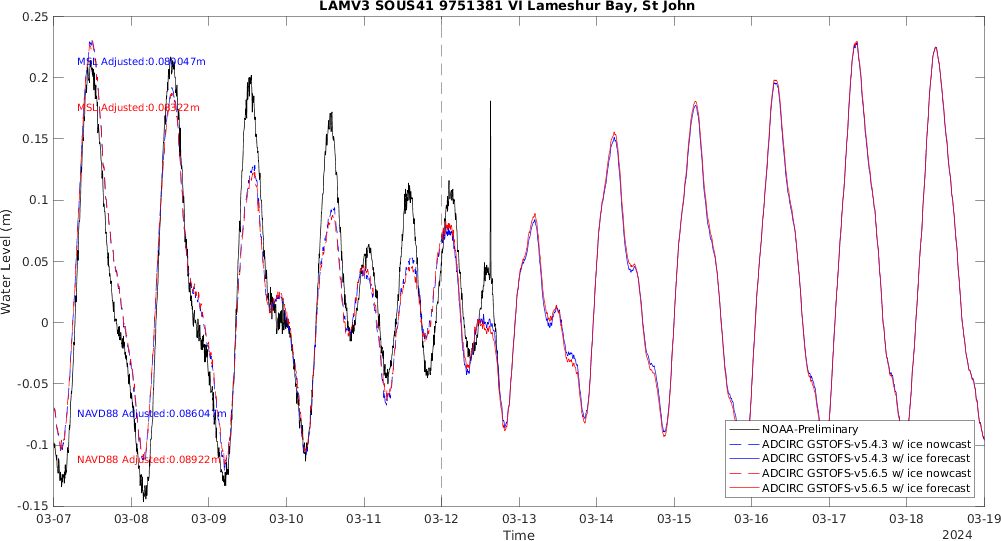 LAMV3 SOUS41 9751381 VI Lameshur Bay, St John
0.25
0.2
0.15
0.1
0.05
0
-0.05
-0.1
-0.15
Water Level (m)
MSL Adjusted:0.080047m
MSL Adjusted:0.08322m
NAVD88 Adjusted:0.086047m
NAVD88 Adjusted:0.08922m
NOAA-Preliminary
ADCIRC GSTOFS-v5.4.3 w/ ice nowcast
ADCIRC GSTOFS-v5.4.3 w/ ice forecast
ADCIRC GSTOFS-v5.6.5 w/ ice nowcast
ADCIRC GSTOFS-v5.6.5 w/ ice forecast
03-07 03-08 03-09 03-10 03-11 03-12 03-13 03-14 03-15 03-16 03-17 03-18 03-19
Time
2024